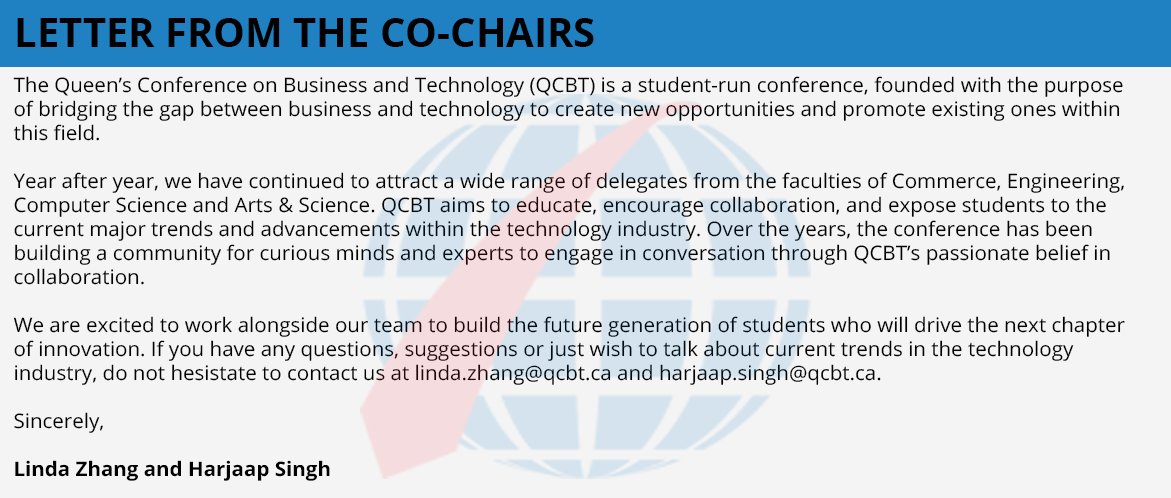 LETTER FROM THE CO-CHAIRS
The Queen’s Conference on Business and Technology (QCBT) is a student-run conference, founded with the purpose
of bridging the gap between business and technology to create new opportunities and promote existing ones within
this field.
Year after year, we have continued to attract a wide range of delegates from the faculties of Commerce, Engineering,
Computer Science and Arts & Science. QCBT aims to educate, encourage collaboration, and expose students to the
current major trends and advancements within the technology industry. Over the years, the conference has been
building a community for curious minds and experts to engage in conversation through QCBT’s passionate belief in
collaboration.
We are excited to work alongside our team to build the future generation of students who will drive the next chapter
of innovation. If you have any questions, suggestions or just wish to talk about current trends in the technology
industry, do not hesistate to contact us at linda.zhang@qcbt.ca and harjaap.singh@qcbt.ca.
Sincerely,
Linda Zhang and Harjaap Singh